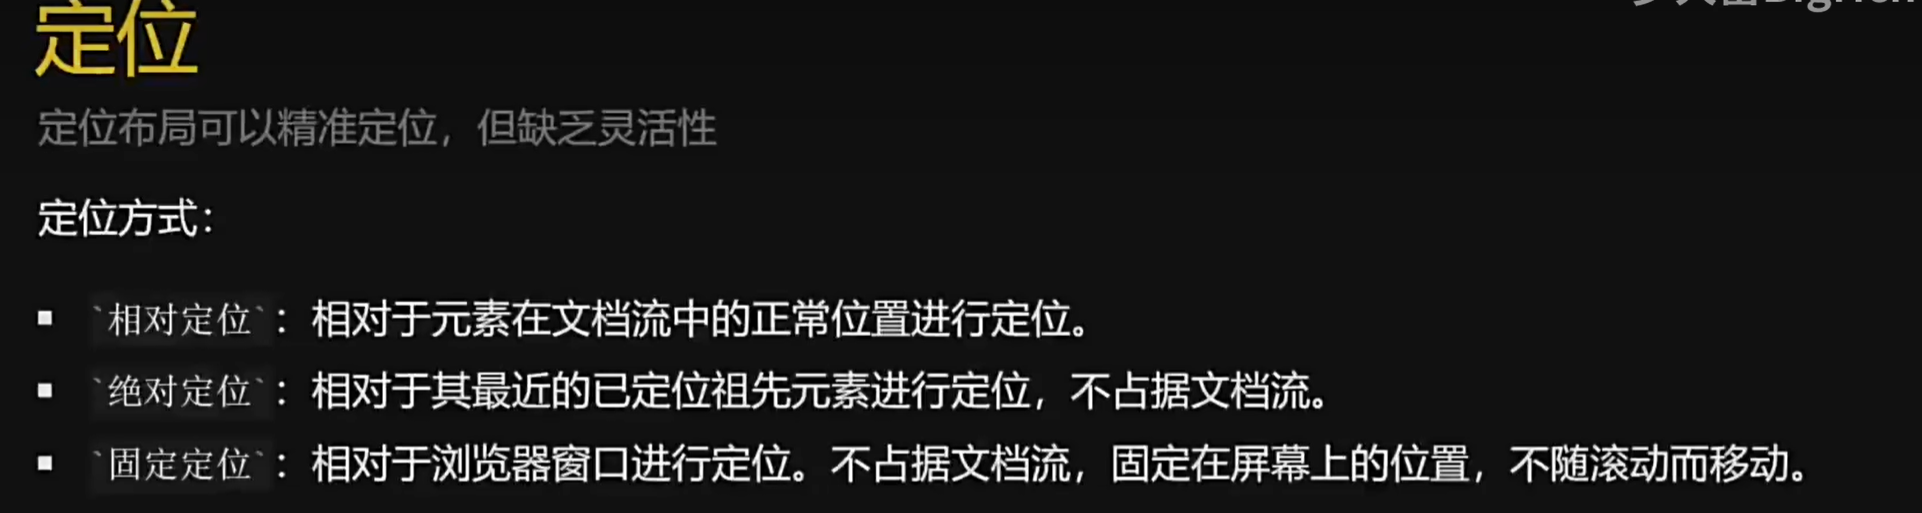 定位
定位布局可以精准定位，但缺乏灵活性
定位方式：
▪ `相对定位`：相对于元素在文档流中的正常位置进行定位。
▪ `绝对定位`：相对于其最近的已定位祖先元素进行定位，不占据文档流。
▪ `固定定位`：相对于浏览器窗口进行定位。不占据文档流，固定在屏幕上的位置，不随滚动而移动。